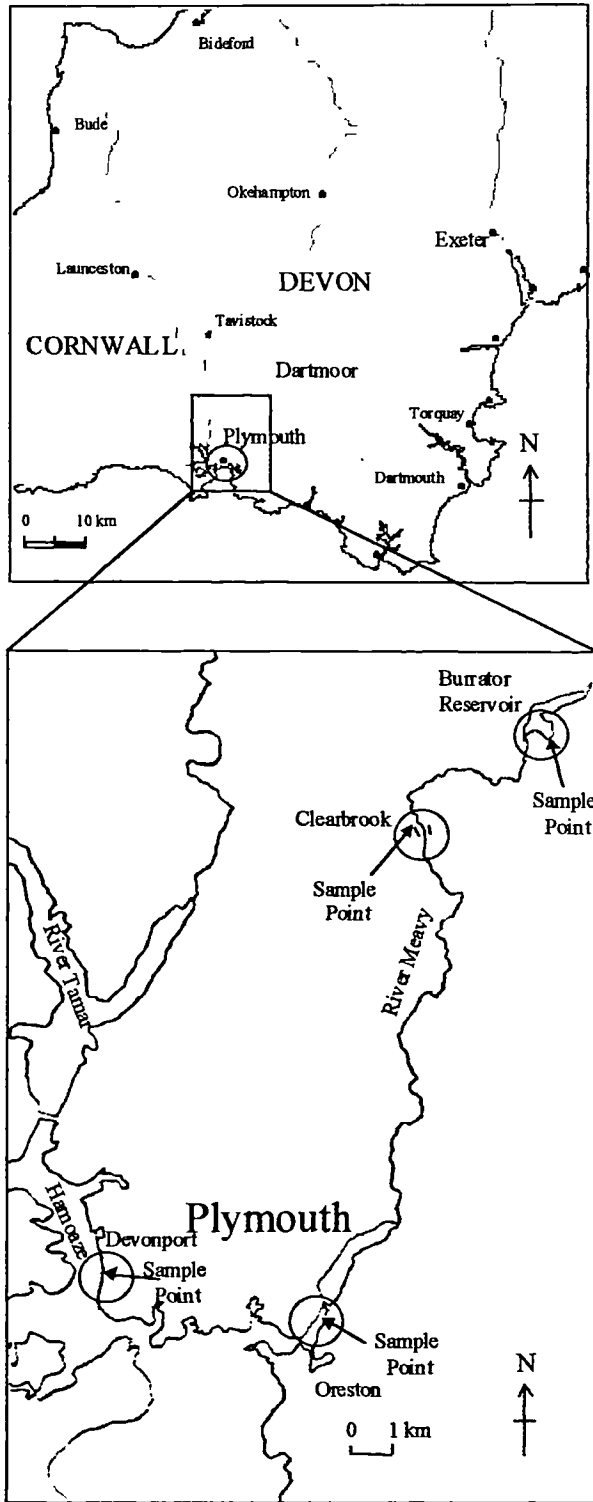 Bideford
Bude
Okehampton
Exeter
Launceston
DEVON
Tavistock
CORNWALL
Dartmoor
Torquay
Plymouth
N
Dartmouth
0 10 km
Burrator
Reservoir
Sample
Point
Clearbrook
Sample
Point
River Meavy
River Tamar
Hamoaze
Plymouth
Devonport
Sample
Point
Sample
Point
Oreston
N
0 1 km